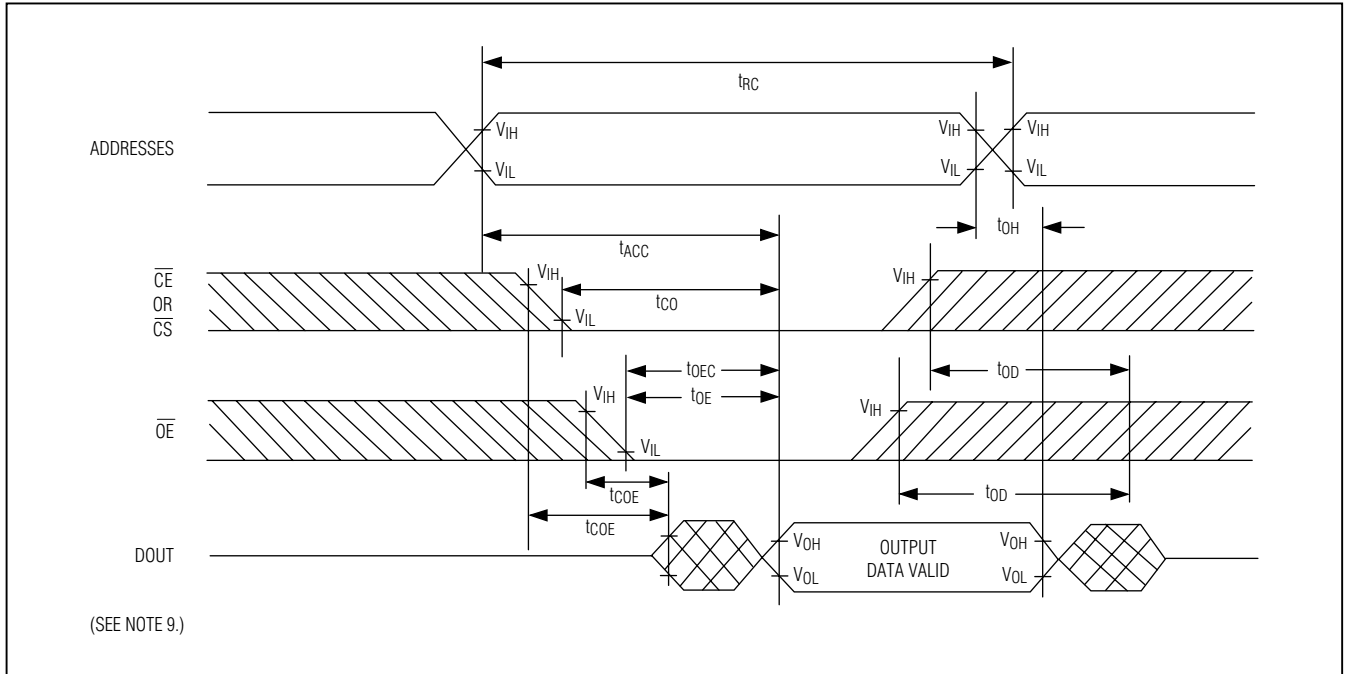 tRC
VIH
VIH
VIH
ADDRESSES
VIL
VIL
VIL
tOH
tACC
CE
OR
CS
VIH
VIH
tCO
VIL
tOEC
tOD
tOE
VIH
VIH
OE
VIL
tCOE
tOD
tCOE
DOUT
VOH
OUTPUT
DATA VALID
VOH
VOL
VOL
(SEE NOTE 9.)